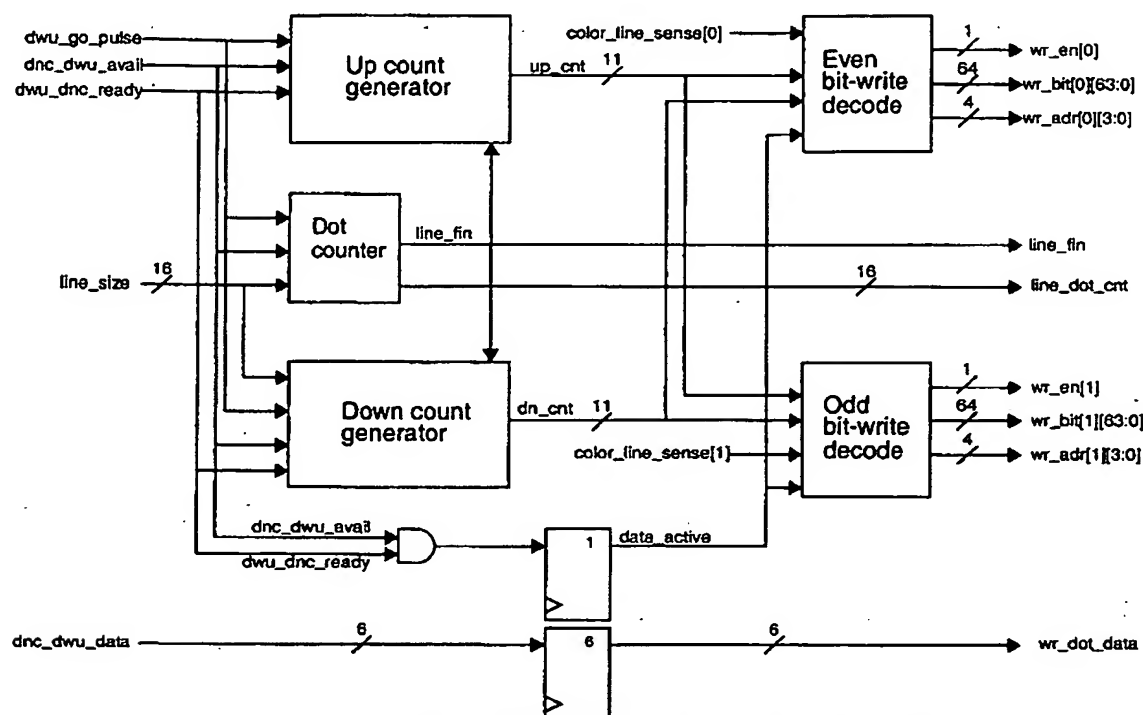 dwu_go_pulse
dnc_dwu_avail
dwu_dnc_ready
Up count
generator
up_cnt
11
color_line_sense[0]
Even
bit-write
decode
1
wr_en[0]
64
wr_bit[0][63:0]
4
wr_adr[0][3:0]
Dot
counter
line_fin
line_fin
line_size
16
16
line_dot_cnt
Down count
generator
dn_cnt
11
color_line_sense[1]
Odd
bit-write
decode
1
wr_en[1]
64
wr_bit[1][63:0]
4
wr_adr[1][3:0]
dnc_dwu_avail
dwu_dnc_ready
1
data_active
dnc_dwu_data
6
6
6
wr_dot_data